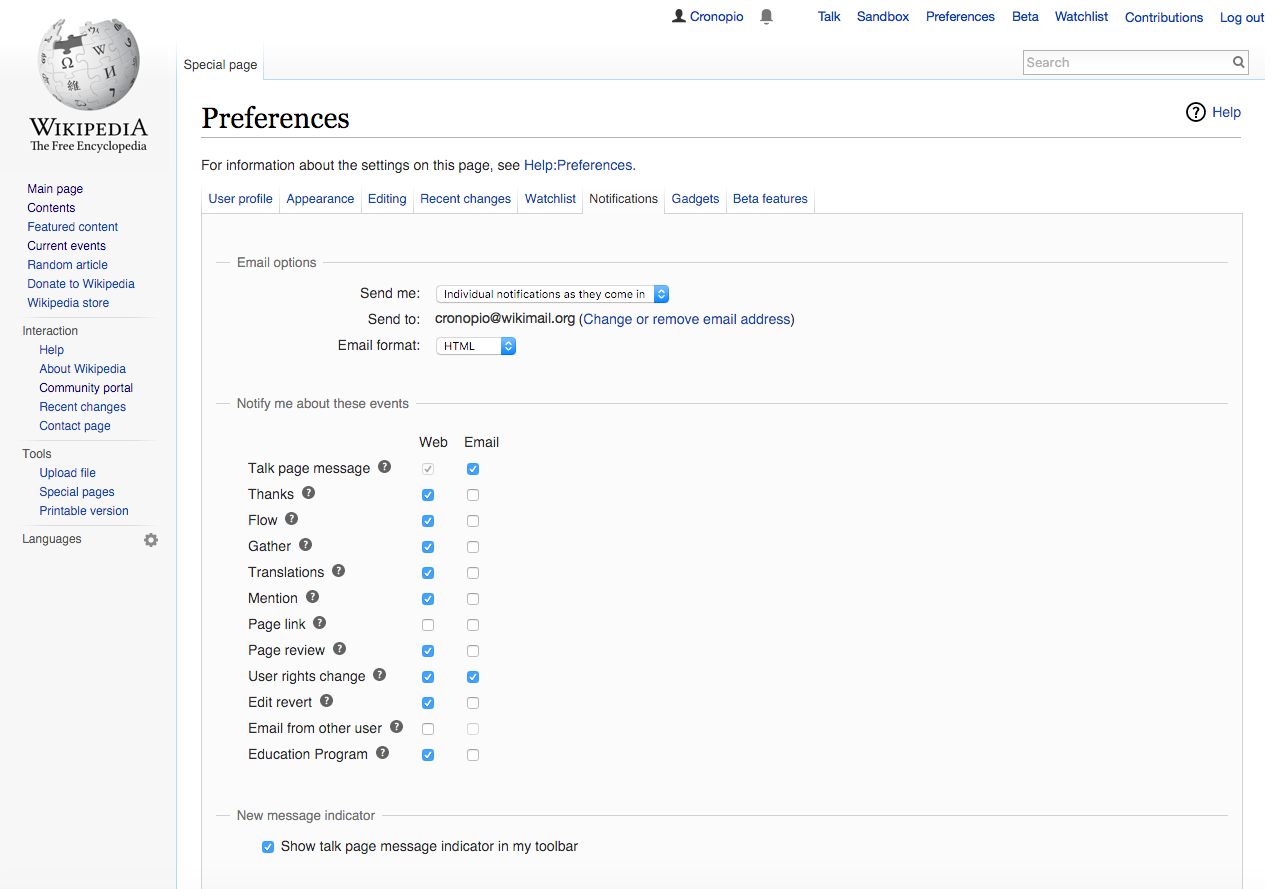 Cronopio Talk Sandbox Preferences Beta Watchlist Contributions Log out
Special page
Search
WIKIPEDIA
The Free Encyclopedia
Main page
Contents
Featured content
Current events
Random article
Donate to Wikipedia
Wikipedia store
Interaction
Help
About Wikipedia
Community portal
Recent changes
Contact page
Tools
Upload file
Special pages
Printable version
Languages
Preferences
? Help
For information about the settings on this page, see Help:Preferences.
User profile Appearance Editing Recent changes Watchlist Notifications Gadgets Beta features
Email options
Send me: Individual notifications as they come in
Send to: cronopio@wikimail.org (Change or remove email address)
Email format: HTML
Notify me about these events
Web Email
Talk page message ?
Thanks ?
Flow ?
Gather ?
Translations ?
Mention ?
Page link ?
Page review ?
User rights change ?
Edit revert ?
Email from other user ?
Education Program ?
New message indicator
Show talk page message indicator in my toolbar